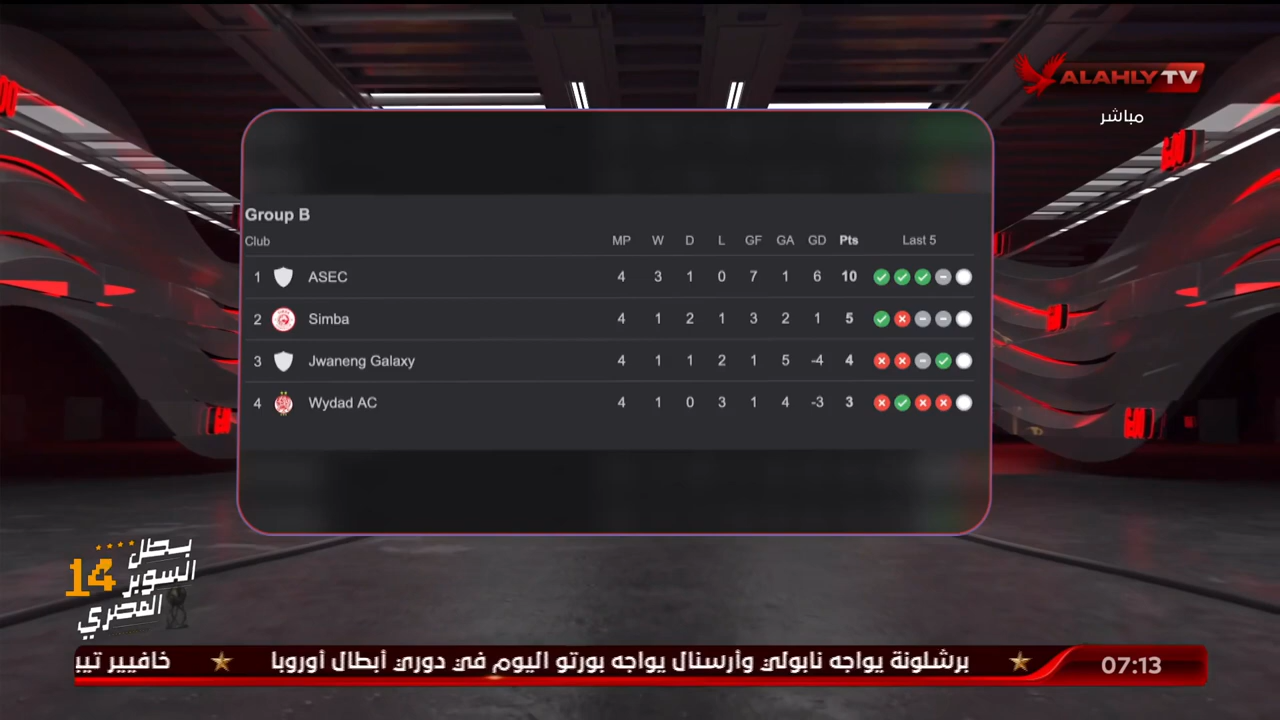 ALAHLY TV
مباشر
Group B
Club MP W D L GF GA GD Pts Last 5
1 ASEC 4 3 1 0 7 1 6 10
2 Simba 4 1 2 1 3 2 1 5
3 Jwaneng Galaxy 4 1 1 2 1 5 -4 4
4 Wydad AC 4 1 0 3 1 4 -3 3
بطل
السوبر 14
المصري
برشلونة يواجه نابولي وأرسنال يواجه بورتو اليوم في دوري أبطال أوروبا ★ خافيير تيب
07:13